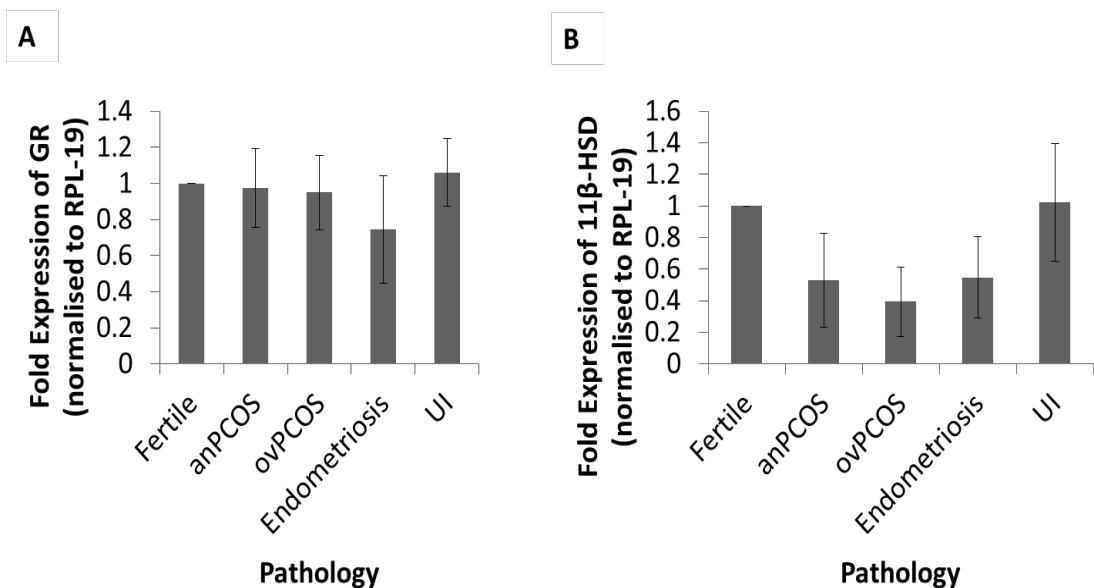 A
Fold Expression of GR
(normalised to RPL-19)
1.4
1.2
1
0.8
0.6
0.4
0.2
0
Fertile
anPCOS
ovPCOS
Endometriosis
UI
Pathology
B
Fold Expression of 11β-HSD
(normalised to RPL-19)
1.6
1.4
1.2
1
0.8
0.6
0.4
0.2
0
Fertile
anPCOS
ovPCOS
Endometriosis
UI
Pathology